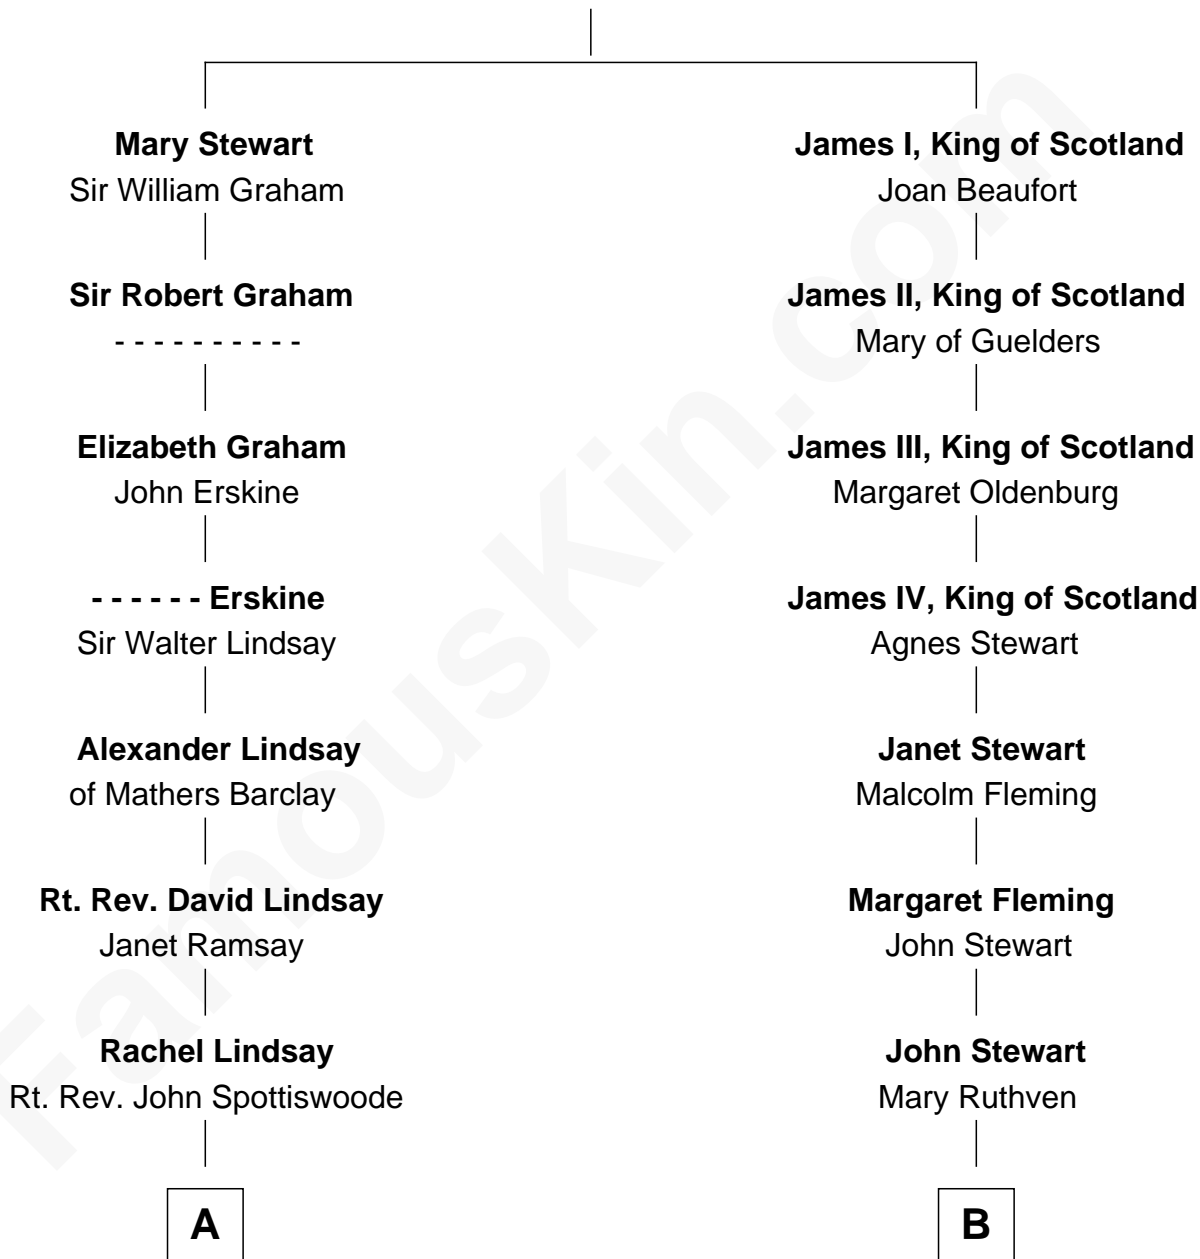 Mary Stewart
Sir William Graham
Sir Robert Graham
- - - - - - - - - -
Elizabeth Graham
John Erskine
- - - - - - Erskine
Sir Walter Lindsay
Alexander Lindsay
of Mathers Barclay
Rt. Rev. David Lindsay
Janet Ramsay
Rachel Lindsay
Rt. Rev. John Spottiswoode
A
James I, King of Scotland
Joan Beaufort
James II, King of Scotland
Mary of Guelders
James III, King of Scotland
Margaret Oldenburg
James IV, King of Scotland
Agnes Stewart
Janet Stewart
Malcolm Fleming
Margaret Fleming
John Stewart
John Stewart
Mary Ruthven
B
FamousKin.com